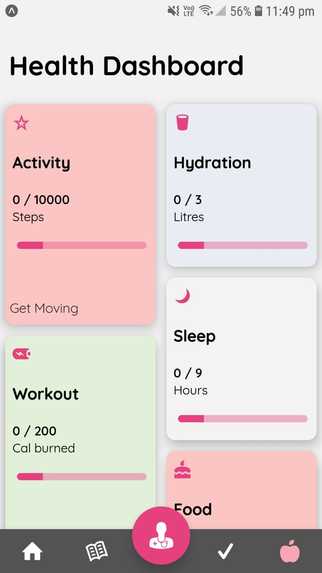 Voo
LTE
56%
11:49 pm
Health Dashboard
Activity
0 / 10000
Steps
Get Moving
Hydration
0 / 3
Litres
Sleep
0 / 9
Hours
Workout
0 / 200
Cal burned
Food